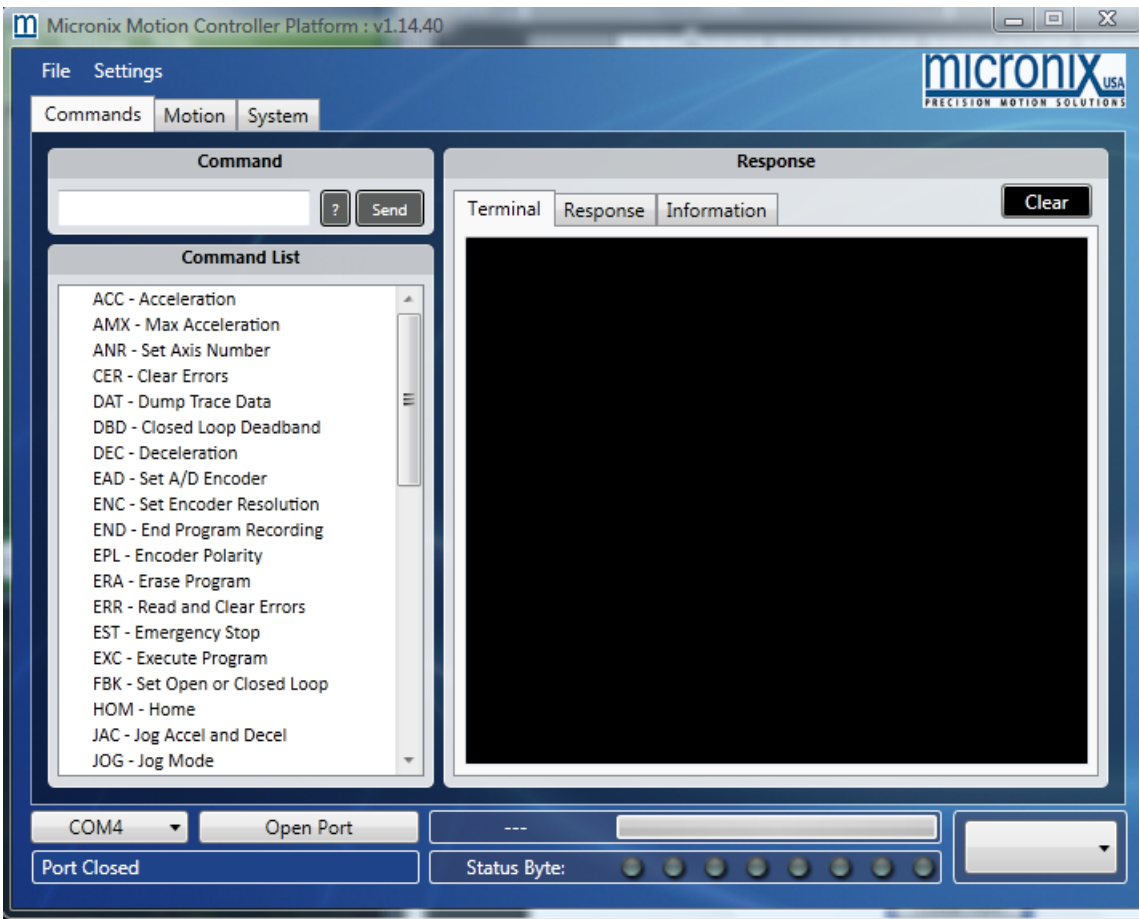 m Micronix Motion Controller Platform : v1.14.40
File Settings
micronix USA
PRECISION MOTION SOLUTIONS
Commands Motion System
Command
? Send
Command List
ACC - Acceleration
AMX - Max Acceleration
ANR - Set Axis Number
CER - Clear Errors
DAT - Dump Trace Data
DBD - Closed Loop Deadband
DEC - Deceleration
EAD - Set A/D Encoder
ENC - Set Encoder Resolution
END - End Program Recording
EPL - Encoder Polarity
ERA - Erase Program
ERR - Read and Clear Errors
EST - Emergency Stop
EXC - Execute Program
FBK - Set Open or Closed Loop
HOM - Home
JAC - Jog Accel and Decel
JOG - Jog Mode
Response
Terminal Response Information
Clear
COM4 Open Port
---
Port Closed
Status Byte: